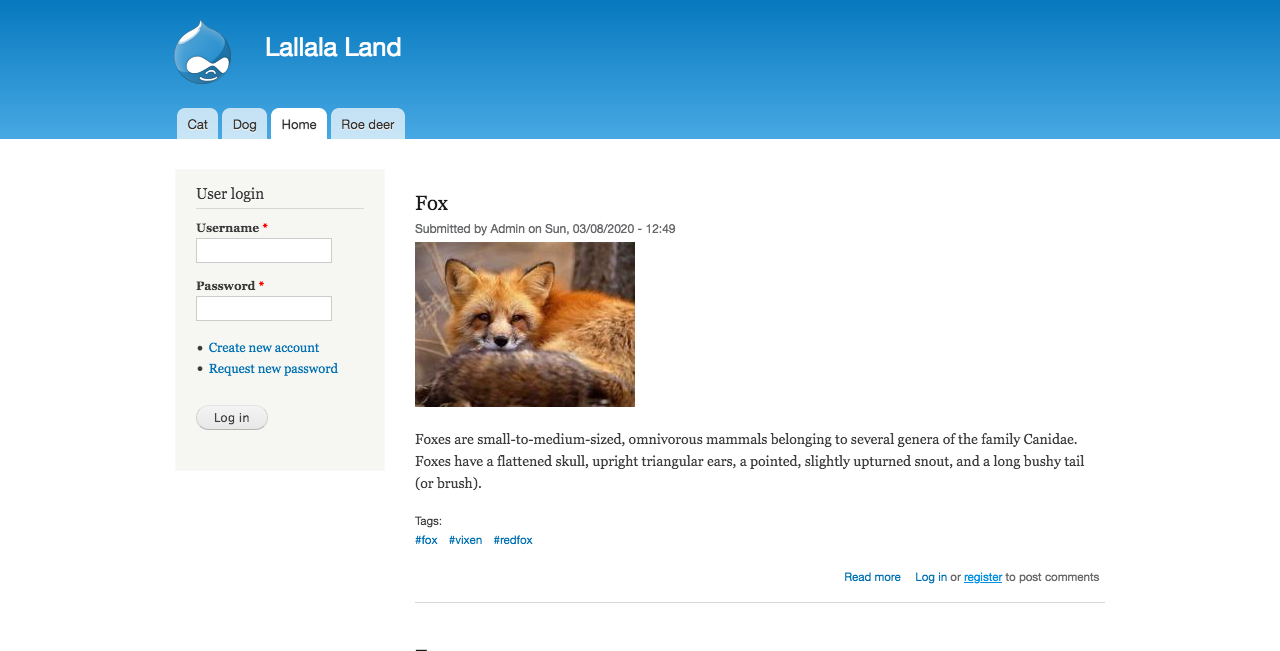 Lallala Land
Cat
Dog
Home
Roe deer
User login
Username *
Password *
Create new account
Request new password
Log in
Fox
Submitted by Admin on Sun, 03/08/2020 - 12:49
Foxes are small-to-medium-sized, omnivorous mammals belonging to several genera of the family Canidae.
Foxes have a flattened skull, upright triangular ears, a pointed, slightly upturned snout, and a long bushy tail
(or brush).
Tags:
#fox #vixen #redfox
Read more Log in or register to post comments